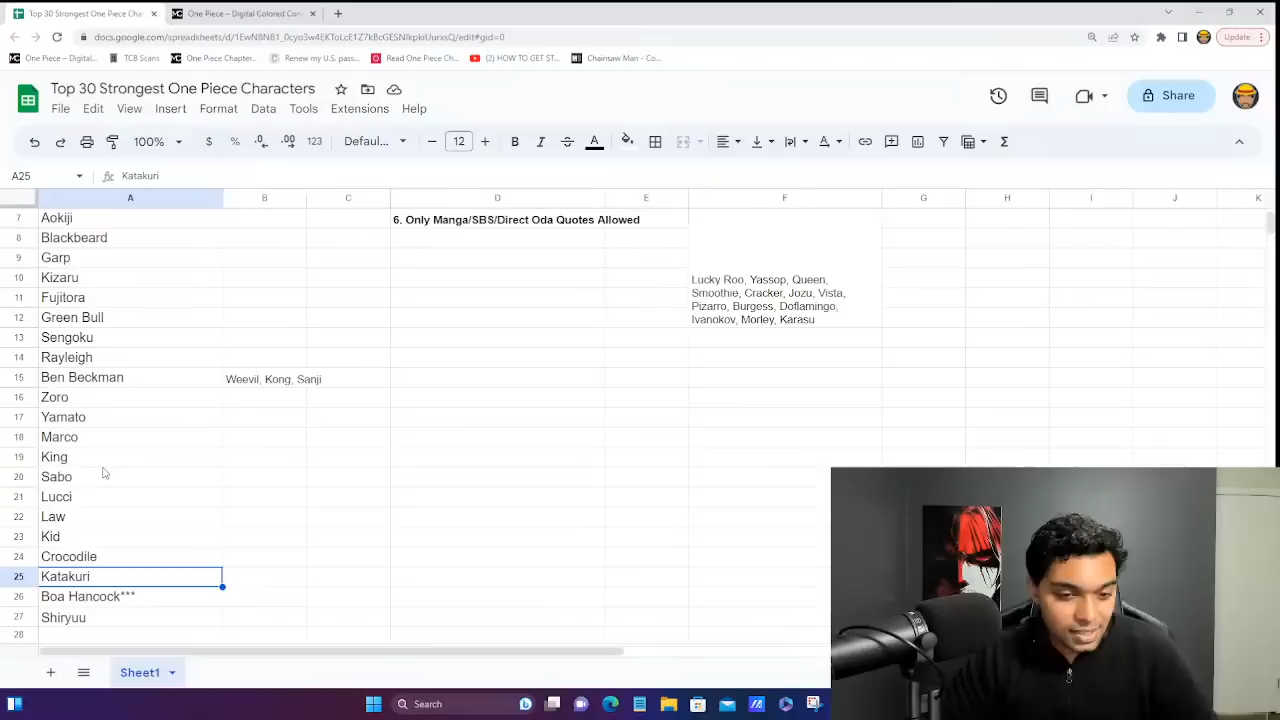 Top 30 Strongest One Piece Cha
One Piece – Digital Colored Com
Update
docs.google.com/spreadsheets/d/
One Piece – Digital...
TCB Scans
One Piece Chapter...
Renew my U.S. pass...
Read One Piece Ch...
(2) HOW TO GET ST...
Chainsaw Man - Co...
Top 30 Strongest One Piece Characters
File Edit View Insert Format Data Tools Extensions Help
Share
100% $ % .0 .00 123 Defaul... 12 B I A
A25 fx Katakuri
A B C D E F G H I J K
7 Aokiji 6. Only Manga/SBS/Direct Oda Quotes Allowed
8 Blackbeard
9 Garp
10 Kizaru Lucky Roo, Yassop, Queen,
11 Fujitora Smoothie, Cracker, Jozu, Vista,
Pizarro, Burgess, Doflamingo,
12 Green Bull Ivanokov, Morley, Karasu
13 Sengoku
14 Rayleigh
15 Ben Beckman Weevil, Kong, Sanji
16 Zoro
17 Yamato
18 Marco
19 King
20 Sabo
21 Lucci
22 Law
23 Kid
24 Crocodile
25 Katakuri
26 Boa Hancock***
27 Shiryuu
28
Sheet1
Search